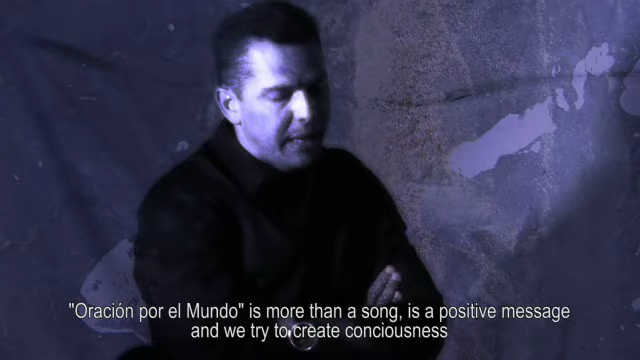 "Oración por el Mundo" is more than a song, is a positive message
and we try to create conciousness